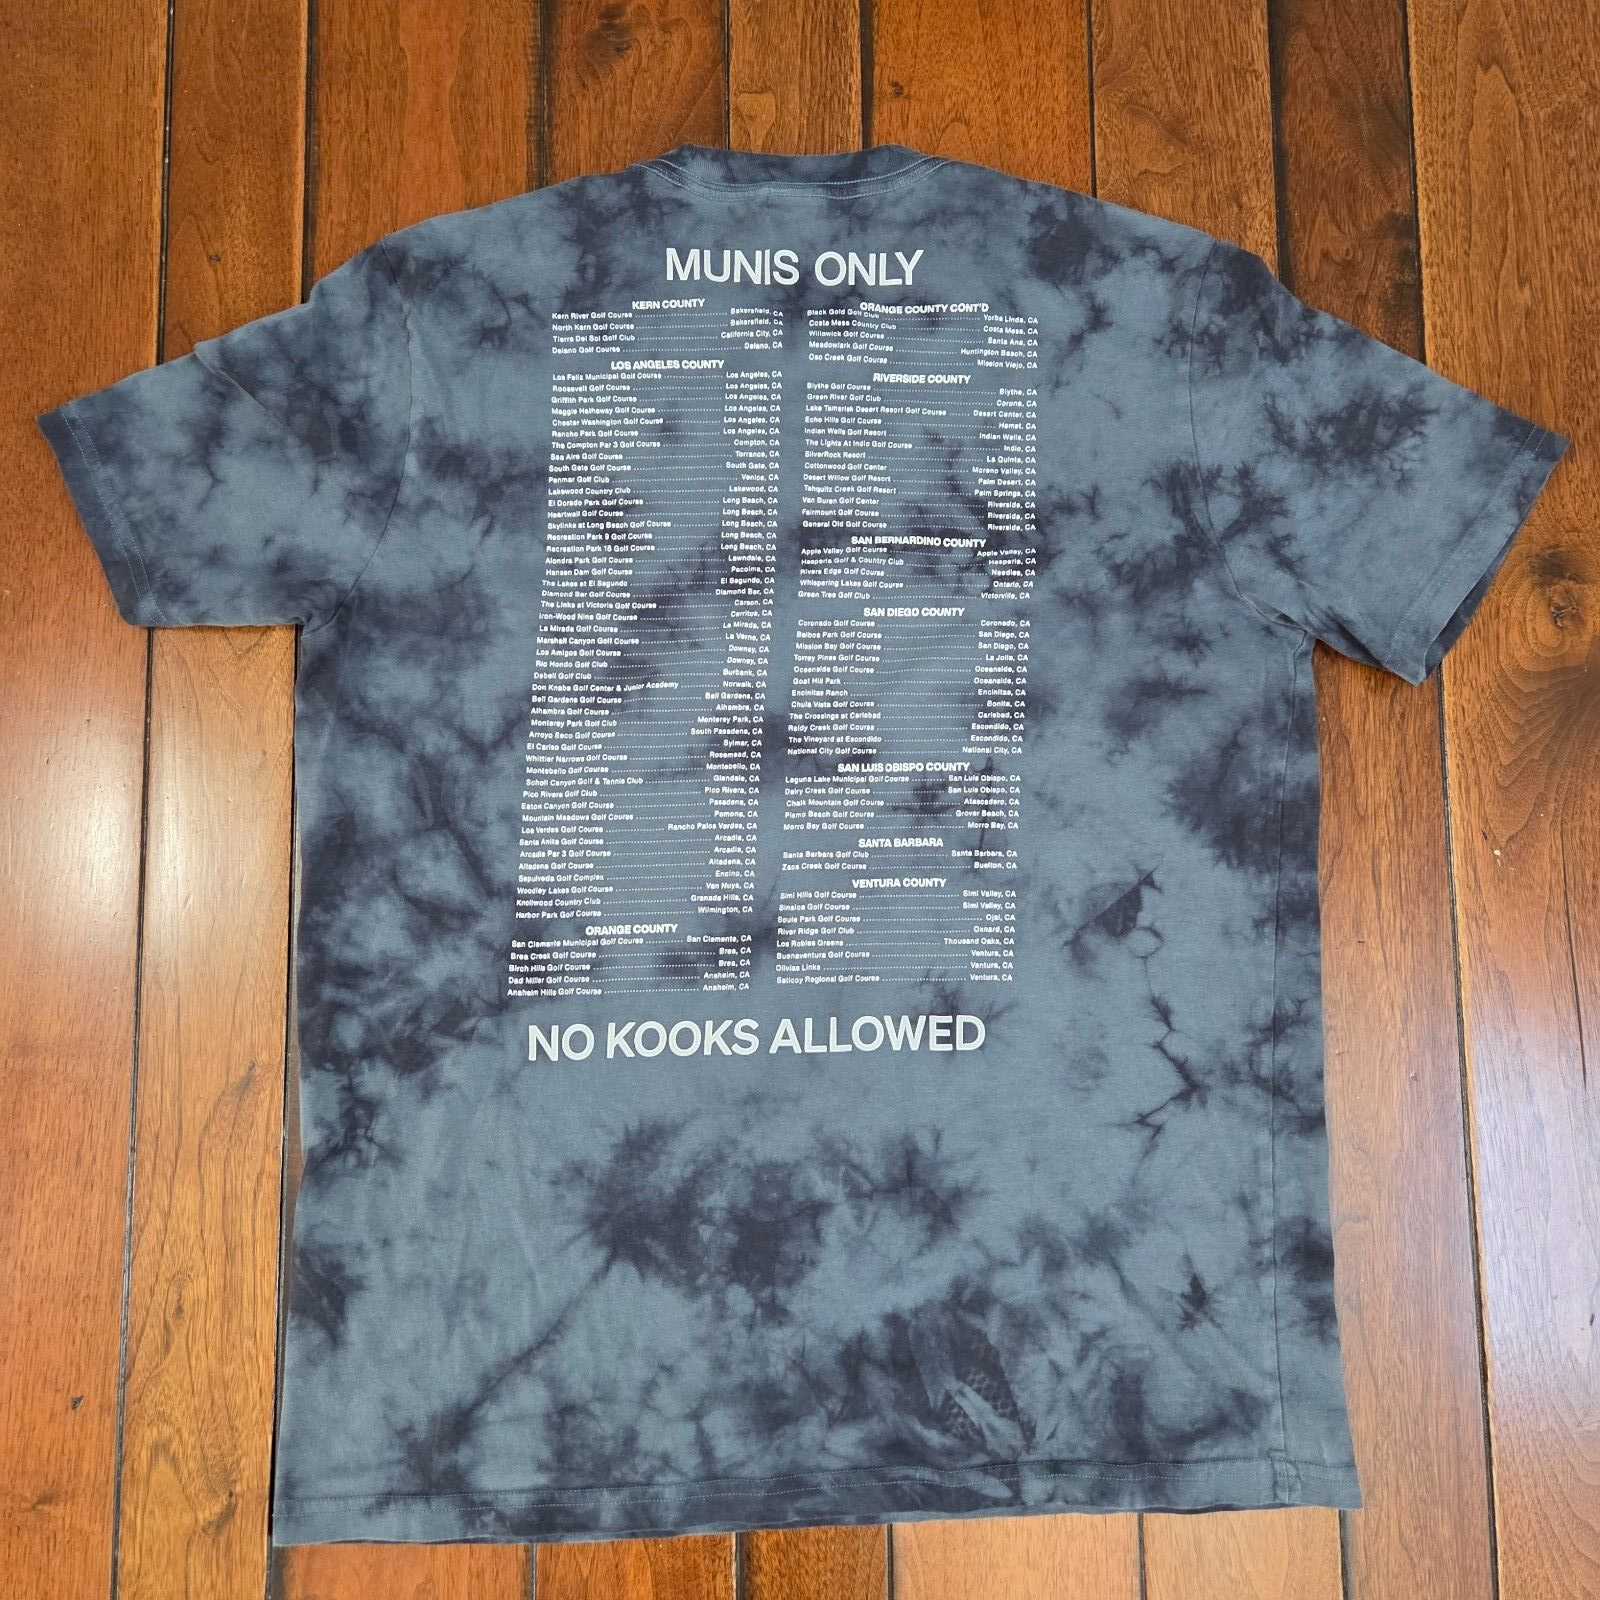 MUNIS ONLY
KERN COUNTY
Kern River Golf Course Bakersfield, CA
North Kern Golf Course Bakersfield, CA
Tierra Del Sol Golf Club California City, CA
Delano Golf Course Delano, CA
LOS ANGELES COUNTY
Los Feliz Municipal Golf Course Los Angeles, CA
Roosevelt Golf Course Los Angeles, CA
Griffith Park Golf Course Los Angeles, CA
Maggie Hathaway Golf Course Los Angeles, CA
Chester Washington Golf Course Los Angeles, CA
Rancho Park Golf Course Los Angeles, CA
The Compton Par 3 Golf Course Compton, CA
Sea Aire Golf Course Torrance, CA
South Gate Golf Course South Gate, CA
Penmar Golf Club Venice, CA
Lakewood Country Club Lakewood, CA
El Dorado Park Golf Course Long Beach, CA
Heartwell Golf Course Long Beach, CA
Skylinks at Long Beach Golf Course Long Beach, CA
Recreation Park 9 Golf Course Long Beach, CA
Recreation Park 18 Golf Course Long Beach, CA
Alondra Park Golf Course Lawndale, CA
Hansen Dam Golf Course Pacoima, CA
The Lakes at El Segundo El Segundo, CA
Diamond Bar Golf Course Diamond Bar, CA
The Links at Victoria Golf Course Carson, CA
Iron-Wood Nine Golf Course Cerritos, CA
La Mirada Golf Course La Mirada, CA
Marshall Canyon Golf Course La Verne, CA
Los Amigos Golf Course Downey, CA
Rio Hondo Golf Club Downey, CA
Debell Golf Club Burbank, CA
Don Knabe Golf Center & Junior Academy Norwalk, CA
Bell Gardens Golf Course Bell Gardens, CA
Alhambra Golf Course Alhambra, CA
Monterey Park Golf Club Monterey Park, CA
Arroyo Seco Golf Course South Pasadena, CA
El Cariso Golf Course Sylmar, CA
Whittier Narrows Golf Course Rosemead, CA
Montebello Golf Course Montebello, CA
Scholl Canyon Golf & Tennis Club Glendale, CA
Pico Rivera Golf Club Pico Rivera, CA
Eaton Canyon Golf Course Pasadena, CA
Mountain Meadows Golf Course Pomona, CA
Los Verdes Golf Course Rancho Palos Verdes, CA
Santa Anita Golf Course Arcadia, CA
Arcadia Par 3 Golf Course Arcadia, CA
Altadena Golf Course Altadena, CA
Sepulveda Golf Complex Encino, CA
Woodley Lakes Golf Course Van Nuys, CA
Knollwood Country Club Granada Hills, CA
Harbor Park Golf Course Wilmington, CA
ORANGE COUNTY
San Clemente Municipal Golf Course San Clemente, CA
Brea Creek Golf Course Brea, CA
Birch Hills Golf Course Brea, CA
Dad Miller Golf Course Anaheim, CA
Anaheim Hills Golf Course Anaheim, CA
ORANGE COUNTY CONT'D
Black Gold Golf Club Yorba Linda, CA
Costa Mesa Country Club Costa Mesa, CA
Willowick Golf Course Santa Ana, CA
Meadowlark Golf Course Huntington Beach, CA
Oso Creek Golf Course Mission Viejo, CA
RIVERSIDE COUNTY
Blythe Golf Course Blythe, CA
Green River Golf Club Corona, CA
Lake Tamarisk Desert Resort Golf Course Desert Center, CA
Echo Hills Golf Course Hemet, CA
Indian Wells Golf Resort Indian Wells, CA
The Lights At Indio Golf Course Indio, CA
SilverRock Resort La Quinta, CA
Cottonwood Golf Center Moreno Valley, CA
Desert Willow Golf Resort Palm Desert, CA
Tahquitz Creek Golf Resort Palm Springs, CA
Van Buren Golf Center Riverside, CA
Fairmount Golf Course Riverside, CA
General Old Golf Course Riverside, CA
SAN BERNARDINO COUNTY
Apple Valley Golf Course Apple Valley, CA
Hesperia Golf & Country Club Hesperia, CA
Rivers Edge Golf Course Needles, CA
Whispering Lakes Golf Course Ontario, CA
Green Tree Golf Club Victorville, CA
SAN DIEGO COUNTY
Coronado Golf Course Coronado, CA
Balboa Park Golf Course San Diego, CA
Mission Bay Golf Course San Diego, CA
Torrey Pines Golf Course La Jolla, CA
Oceanside Golf Course Oceanside, CA
Goat Hill Park Oceanside, CA
Encinitas Ranch Encinitas, CA
Chula Vista Golf Course Bonita, CA
The Crossings at Carlsbad Carlsbad, CA
Reidy Creek Golf Course Escondido, CA
The Vineyard at Escondido Escondido, CA
National City Golf Course National City, CA
SAN LUIS OBISPO COUNTY
Laguna Lake Municipal Golf Course San Luis Obispo, CA
Dairy Creek Golf Course San Luis Obispo, CA
Chalk Mountain Golf Course Atascadero, CA
Pismo Beach Golf Course Grover Beach, CA
Morro Bay Golf Course Morro Bay, CA
SANTA BARBARA
Santa Barbara Golf Club Santa Barbara, CA
Zaca Creek Golf Course Buelton, CA
VENTURA COUNTY
Simi Hills Golf Course Simi Valley, CA
Sinaloa Golf Course Simi Valley, CA
Soule Park Golf Course Ojai, CA
River Ridge Golf Club Oxnard, CA
Los Robles Greens Thousand Oaks, CA
Buenaventura Golf Course Ventura, CA
Olivias Links Ventura, CA
Saticoy Regional Golf Course Ventura, CA
NO KOOKS ALLOWED